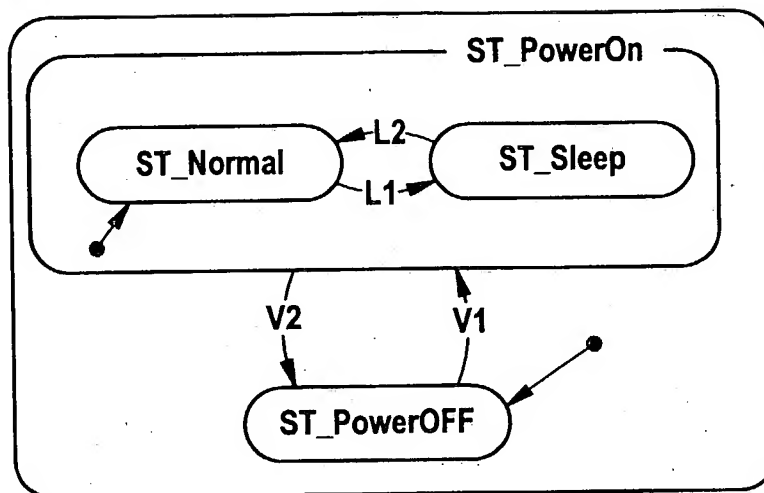 ST_PowerOn
L2
ST_Normal
ST_Sleep
L1
V2
V1
ST_PowerOFF